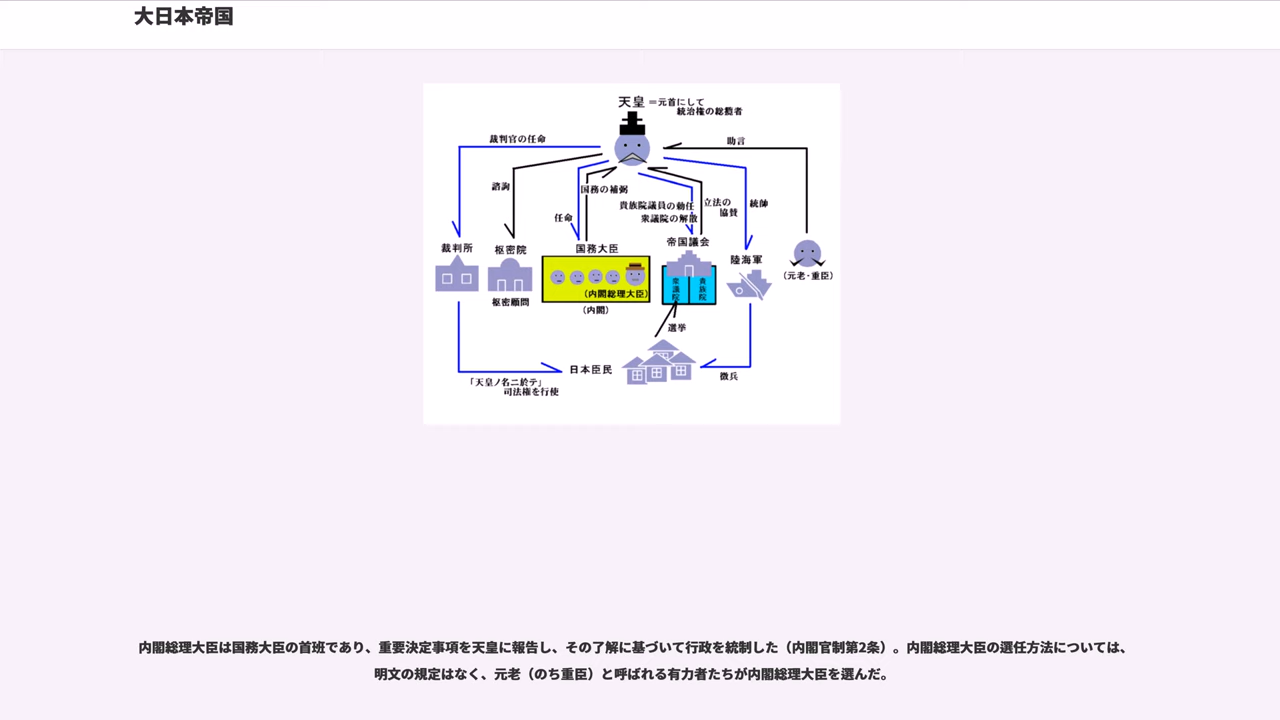 大日本帝国
天皇 =元首にして
統治権の総攬者
裁判官の任命
助言
諮詢
国務の補弼
貴族院議員の勅任
衆議院の解散
立法の
協賛
統帥
任命
裁判所
枢密院
国務大臣
帝国議会
陸海軍
(元老·重臣)
衆議院
貴族院
(内閣総理大臣)
枢密顧問
(内閣)
選挙
日本臣民
徴兵
「天皇ノ名ニ於テ」
司法権を行使
内閣総理大臣は国務大臣の首班であり、重要決定事項を天皇に報告し、その了解に基づいて行政を統制した（内閣官制第2条）。内閣総理大臣の選任方法については、
明文の規定はなく、元老（のち重臣）と呼ばれる有力者たちが内閣総理大臣を選んだ。